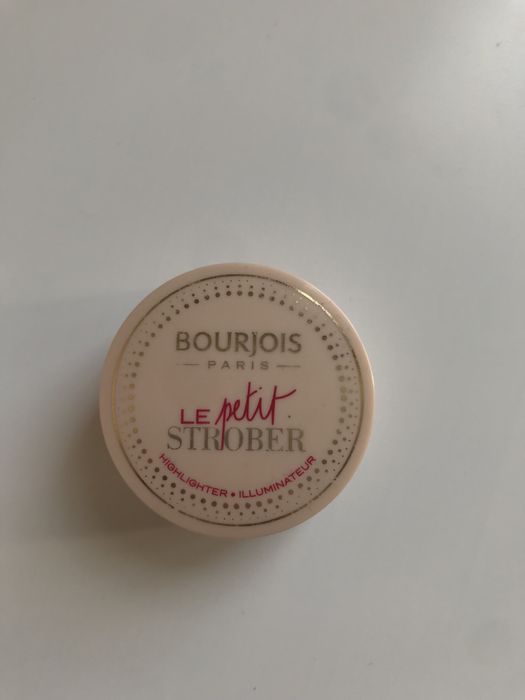 BOURJOIS
PARIS
LE petit
STROBER
HIGHLIGHTER • ILLUMINATEUR